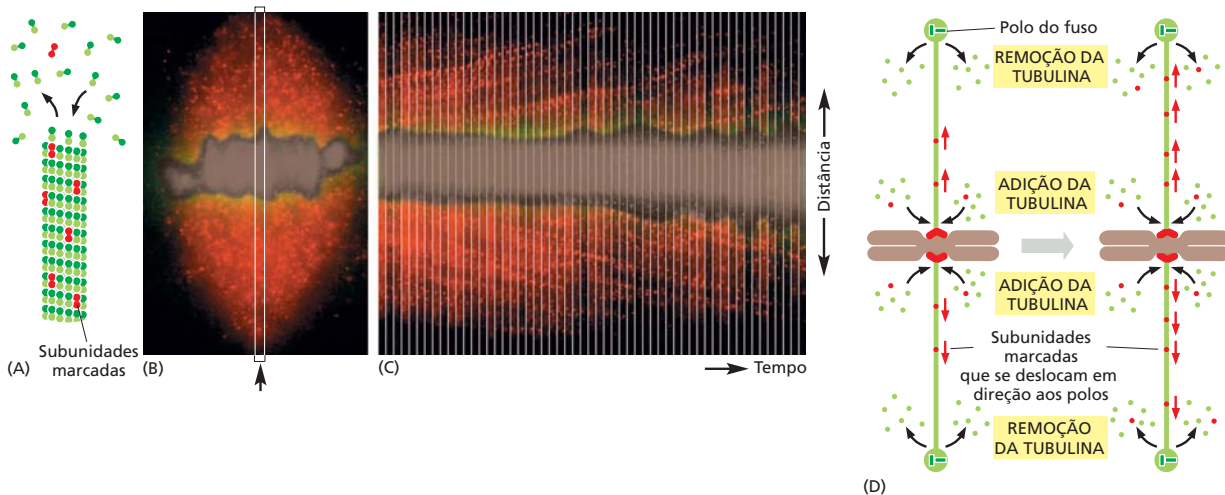 (A)
Subunidades
marcadas
(B)
(C)
Tempo
Distância
Polo do fuso
REMOÇÃO DA
TUBULINA
ADIÇÃO DA
TUBULINA
ADIÇÃO DA
TUBULINA
Subunidades
marcadas
que se deslocam em
direção aos polos
REMOÇÃO
DA TUBULINA
(D)